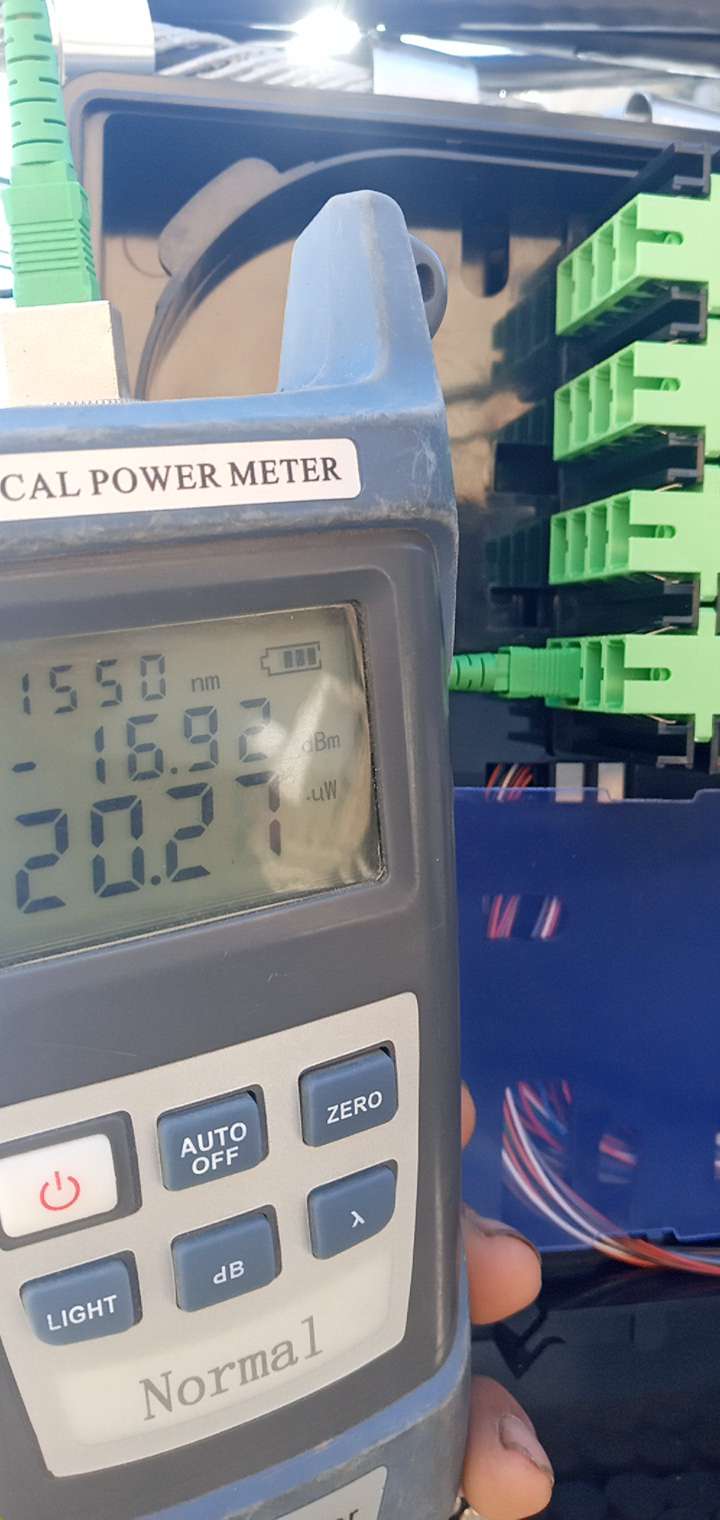 CAL POWER METER
1550 nm
-16.92 dBm
20.27 uW
AUTO OFF
ZERO
LIGHT
dB
λ
Normal